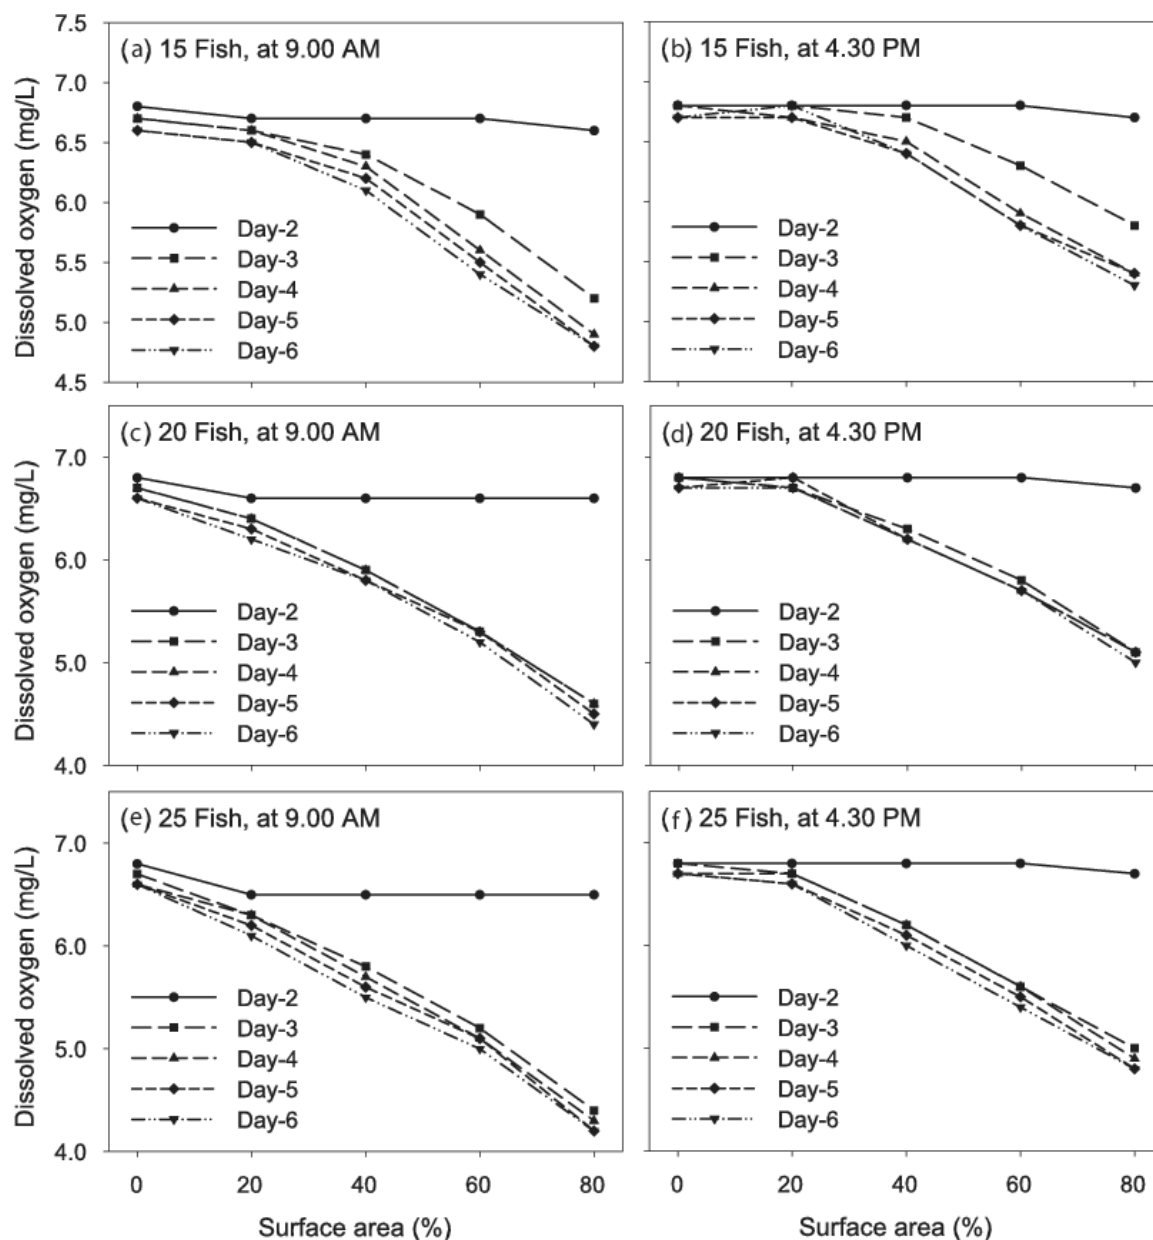 (a) 15 Fish, at 9.00 AM
7.5
7.0
6.5
6.0
5.5
5.0
4.5
Dissolved oxygen (mg/L)
Day-2
Day-3
Day-4
Day-5
Day-6
(b) 15 Fish, at 4.30 PM
Day-2
Day-3
Day-4
Day-5
Day-6
(c) 20 Fish, at 9.00 AM
7.0
6.0
5.0
4.0
Dissolved oxygen (mg/L)
Day-2
Day-3
Day-4
Day-5
Day-6
(d) 20 Fish, at 4.30 PM
Day-2
Day-3
Day-4
Day-5
Day-6
(e) 25 Fish, at 9.00 AM
7.0
6.0
5.0
4.0
Dissolved oxygen (mg/L)
Day-2
Day-3
Day-4
Day-5
Day-6
0 20 40 60 80
Surface area (%)
(f) 25 Fish, at 4.30 PM
Day-2
Day-3
Day-4
Day-5
Day-6
0 20 40 60 80
Surface area (%)